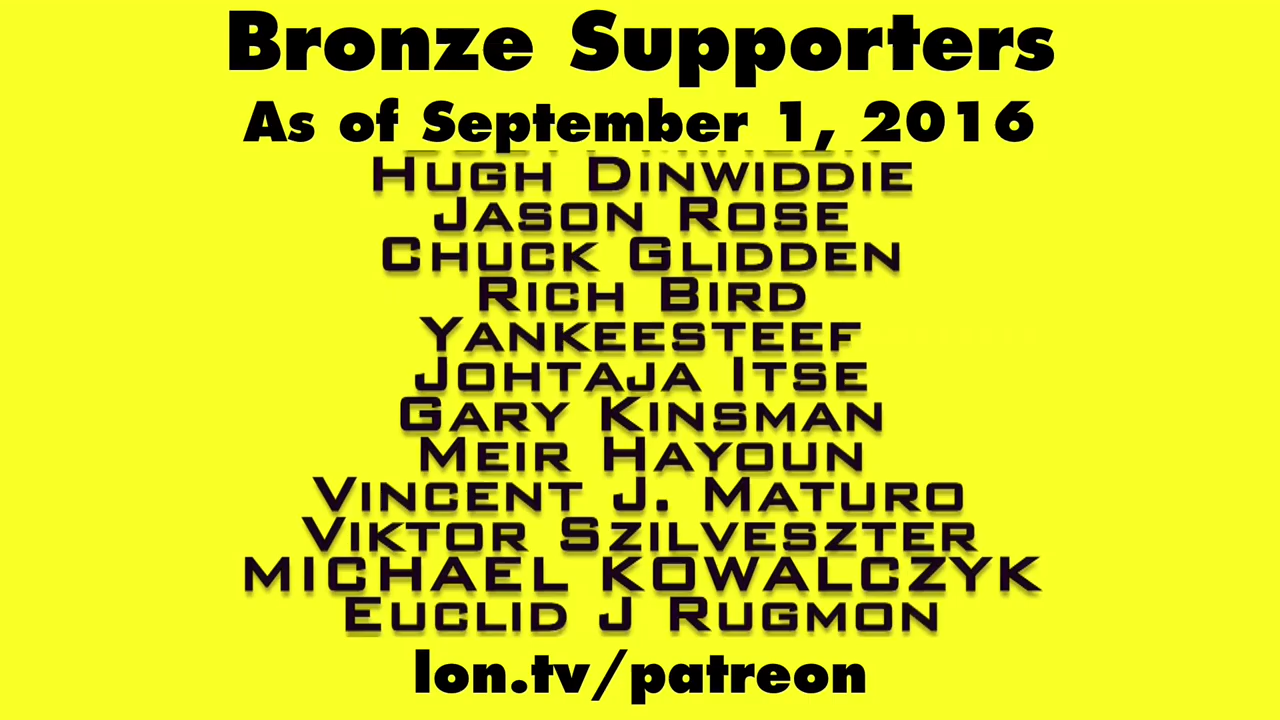 Bronze Supporters
As of September 1, 2016
Hugh Dinwiddie
Jason Rose
Chuck Glidden
Rich Bird
Yankeesteef
Johtaja Itse
Gary Kinsman
Meir Hayoun
Vincent J. Maturo
Viktor Szilveszter
MICHAEL KOWALCZYK
Euclid J Rugmon
lon.tv/patreon